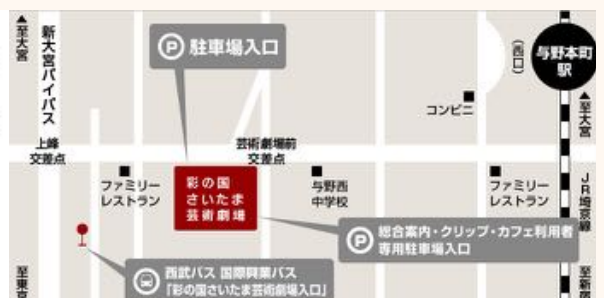 ▲至大宮
新大宮バイパス
P 駐車場入口
(西口)
与野本町
駅
コンビニ
▲至大宮
上峰
交差点
芸術劇場前
交差点
ファミリー
レストラン
彩の国
さいたま
芸術劇場
与野西
中学校
ファミリー
レストラン
JR埼京線
P 総合案内・クリップ・カフェ利用者
専用駐車場入口
西武バス 国際興業バス
「彩の国さいたま芸術劇場入口」
至東京
至新宿